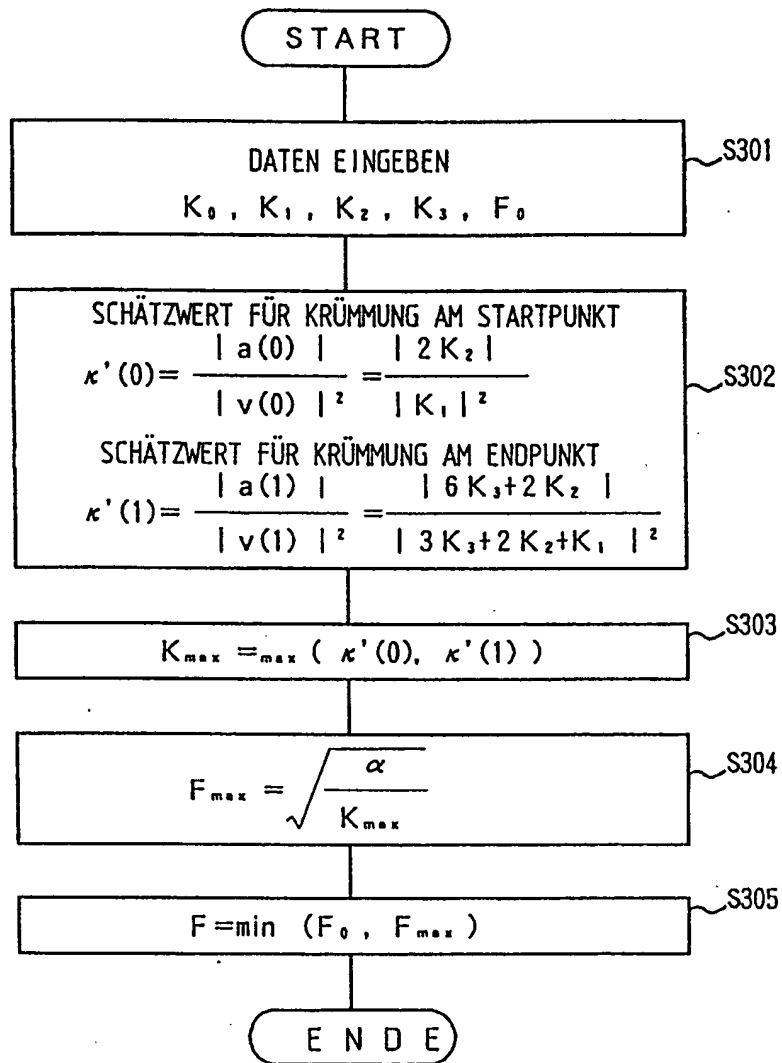 START
DATEN EINGEBEN
K₀ , K₁ , K₂ , K₃ , F₀
S301
SCHÄTZWERT FÜR KRÜMMUNG AM STARTPUNKT
κ'(0)= | a(0) | / | v(0) |² = | 2K₂ | / | K₁ |²
SCHÄTZWERT FÜR KRÜMMUNG AM ENDPUNKT
κ'(1)= | a(1) | / | v(1) |² = | 6K₃+2K₂ | / | 3K₃+2K₂+K₁ |²
S302
Kmax =max ( κ'(0), κ'(1) )
S303
Fmax = √(α / Kmax)
S304
F=min (F₀ , Fmax )
S305
ENDE